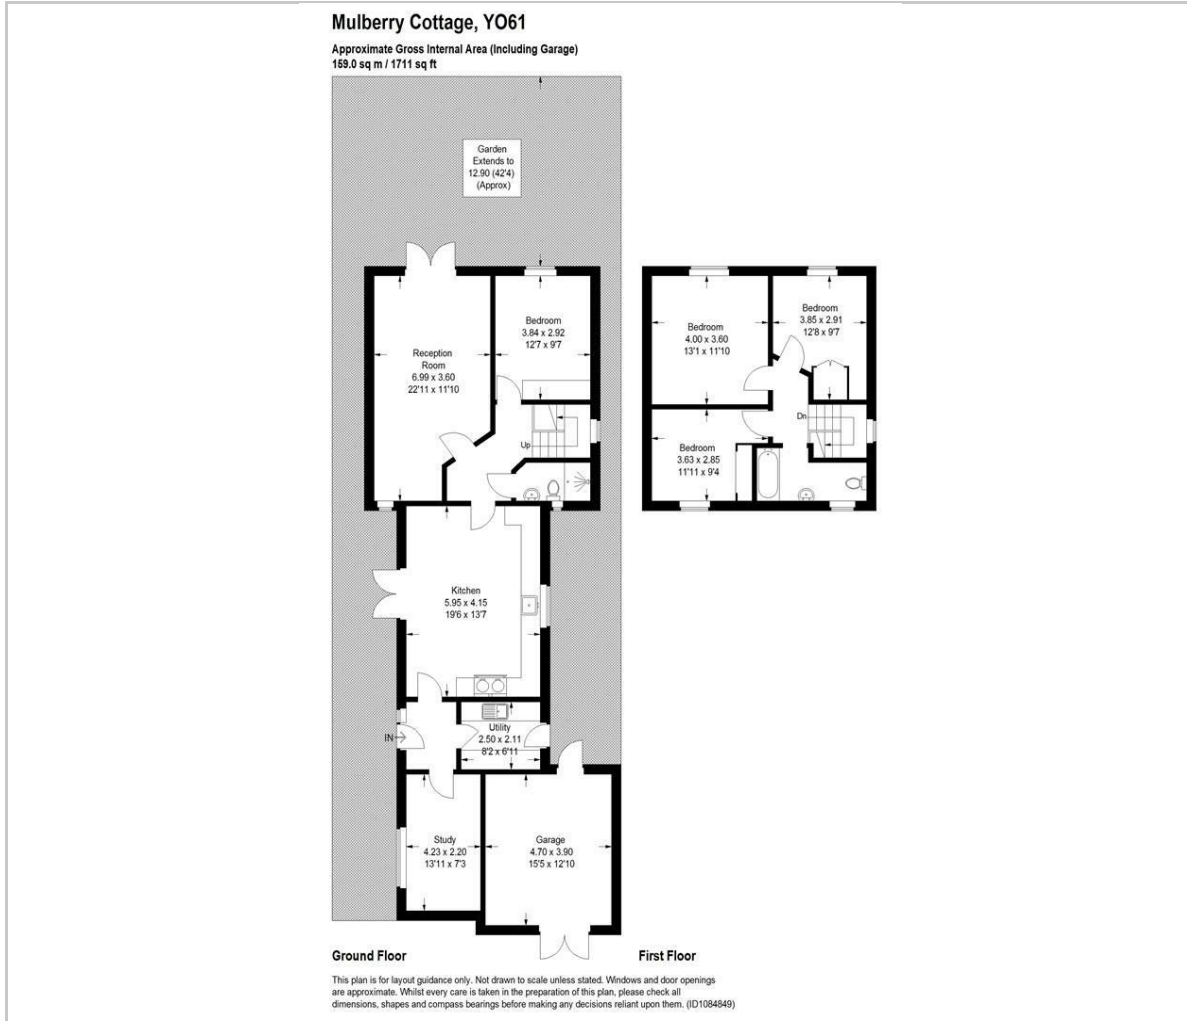 Mulberry Cottage, YO61
Approximate Gross Internal Area (Including Garage)
159.0 sq m / 1711 sq ft
Garden
Extends to
12.90 (42'4)
(Approx)
Reception
Room
6.99 x 3.60
22'11 x 11'10
Bedroom
3.84 x 2.92
12'7 x 9'7
Up
Bedroom
4.00 x 3.60
13'1 x 11'10
Bedroom
3.85 x 2.91
12'8 x 9'7
Dn
Bedroom
3.63 x 2.85
11'11 x 9'4
Kitchen
5.95 x 4.15
19'6 x 13'7
IN
Utility
2.50 x 2.11
8'2 x 6'11
Study
4.23 x 2.20
13'11 x 7'3
Garage
4.70 x 3.90
15'5 x 12'10
Ground Floor
First Floor
This plan is for layout guidance only. Not drawn to scale unless stated. Windows and door openings
are approximate. Whilst every care is taken in the preparation of this plan, please check all
dimensions, shapes and compass bearings before making any decisions reliant upon them. (ID1084849)